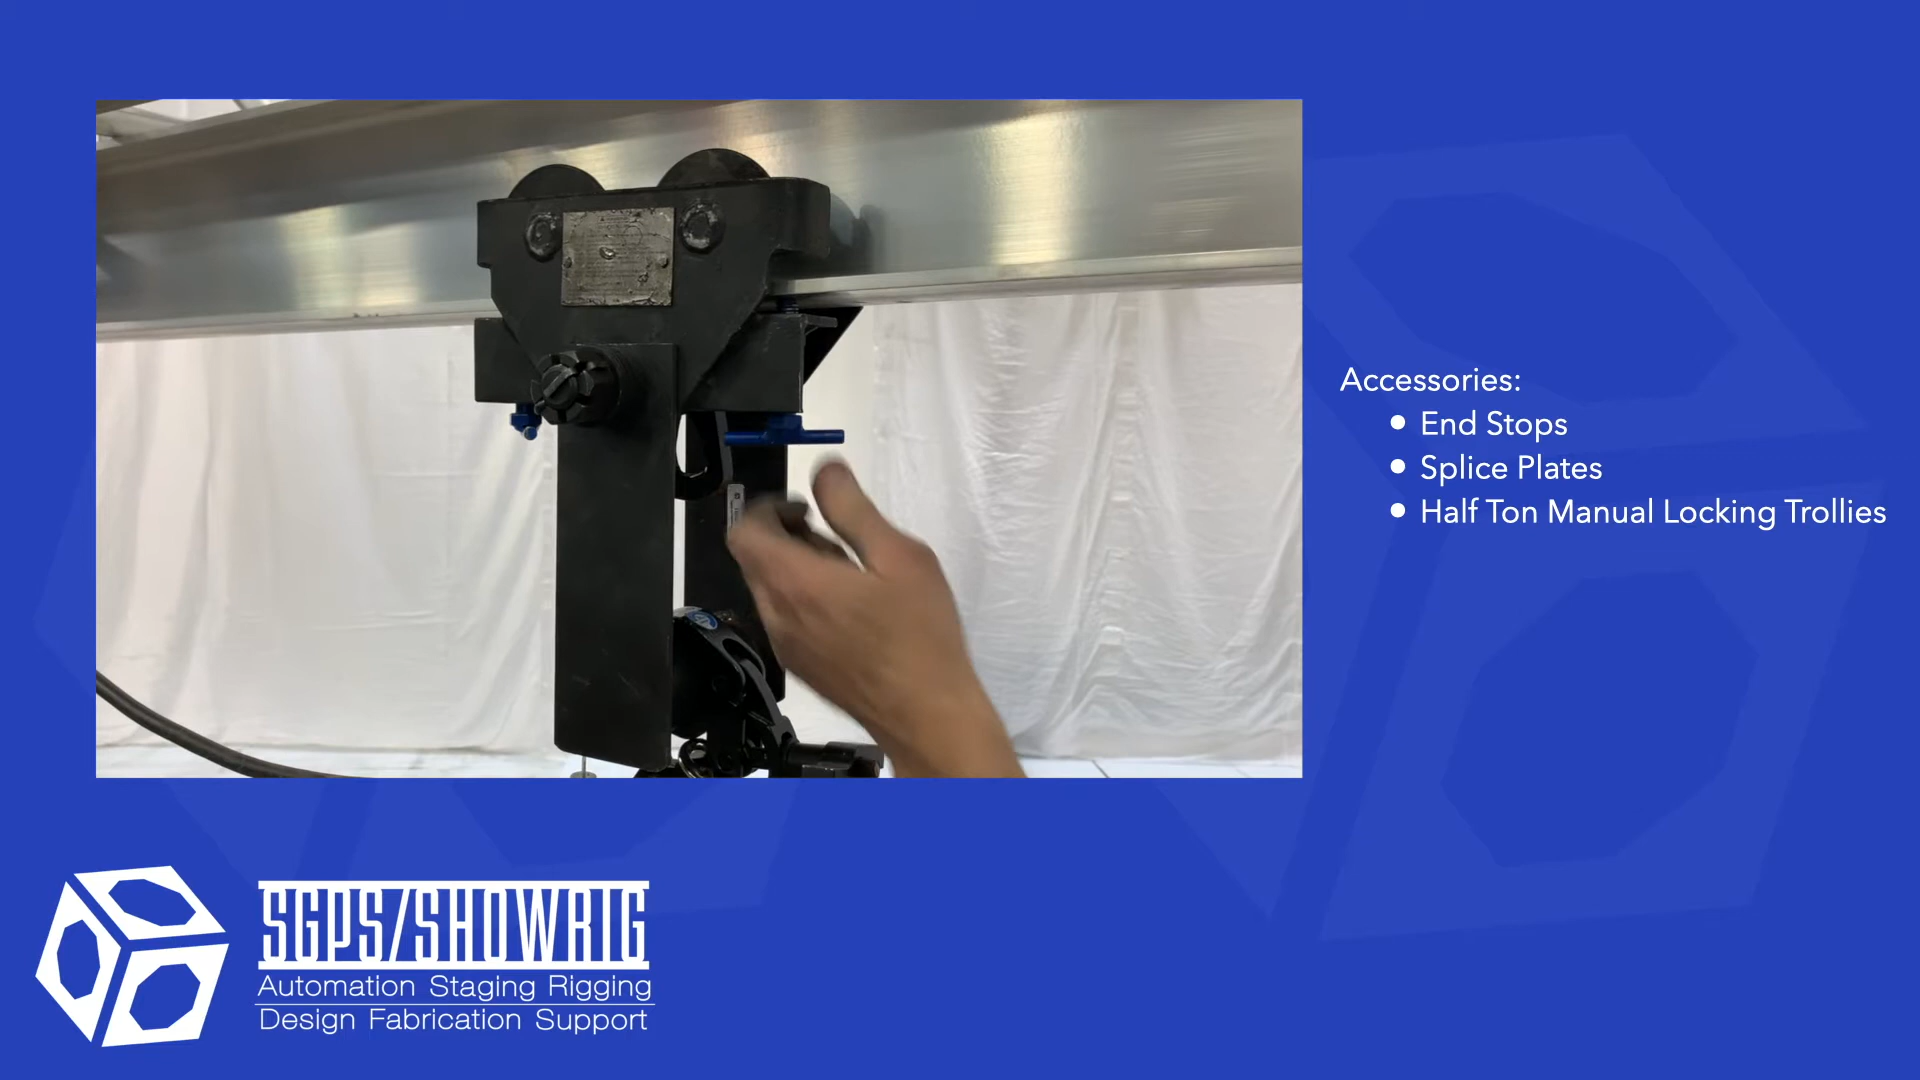 Accessories:
• End Stops
• Splice Plates
• Half Ton Manual Locking Trollies
SGPS/SHOWRIG
Automation Staging Rigging
Design Fabrication Support